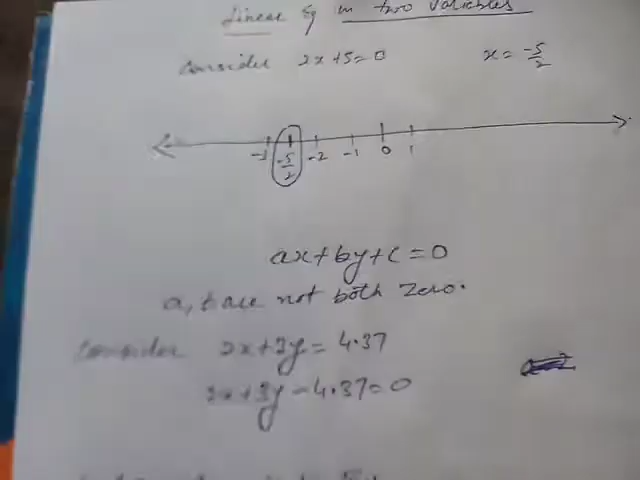 Linear Eq in two variables
Consider 2x+5=0 x = -5/2
-3 -5/2 -2 -1 0 1
ax+by+c=0
a, b are not both zero.
Consider 2x+3y=4.37
2x+3y-4.37=0